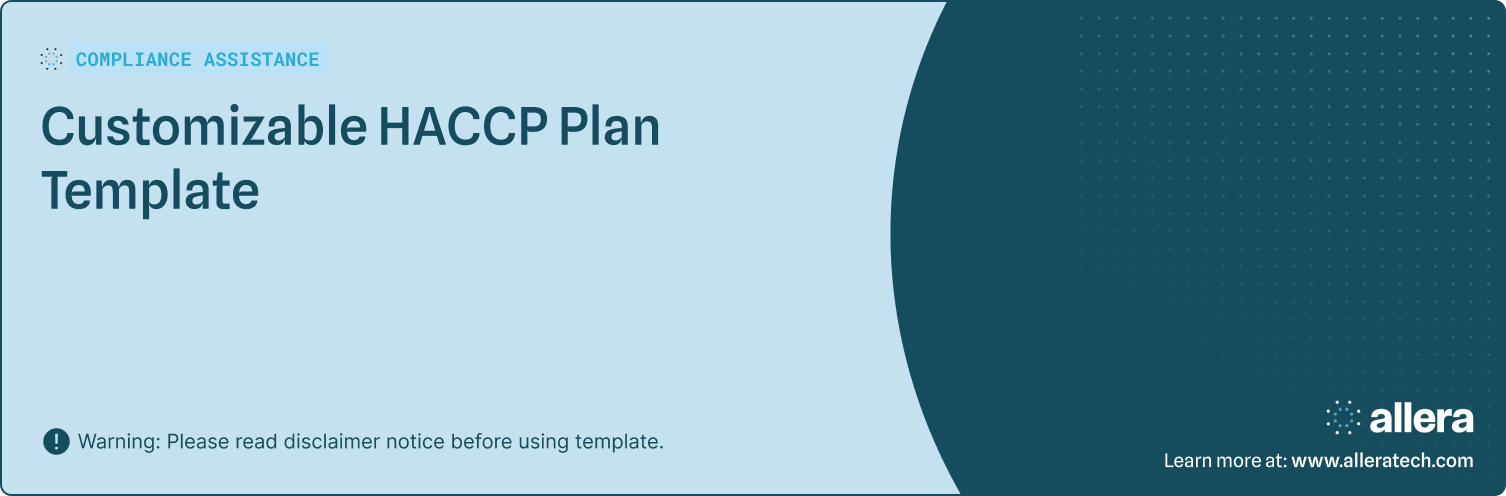 COMPLIANCE ASSISTANCE
Customizable HACCP Plan
Template
Warning: Please read disclaimer notice before using template.
allera
Learn more at: www.alleratech.com